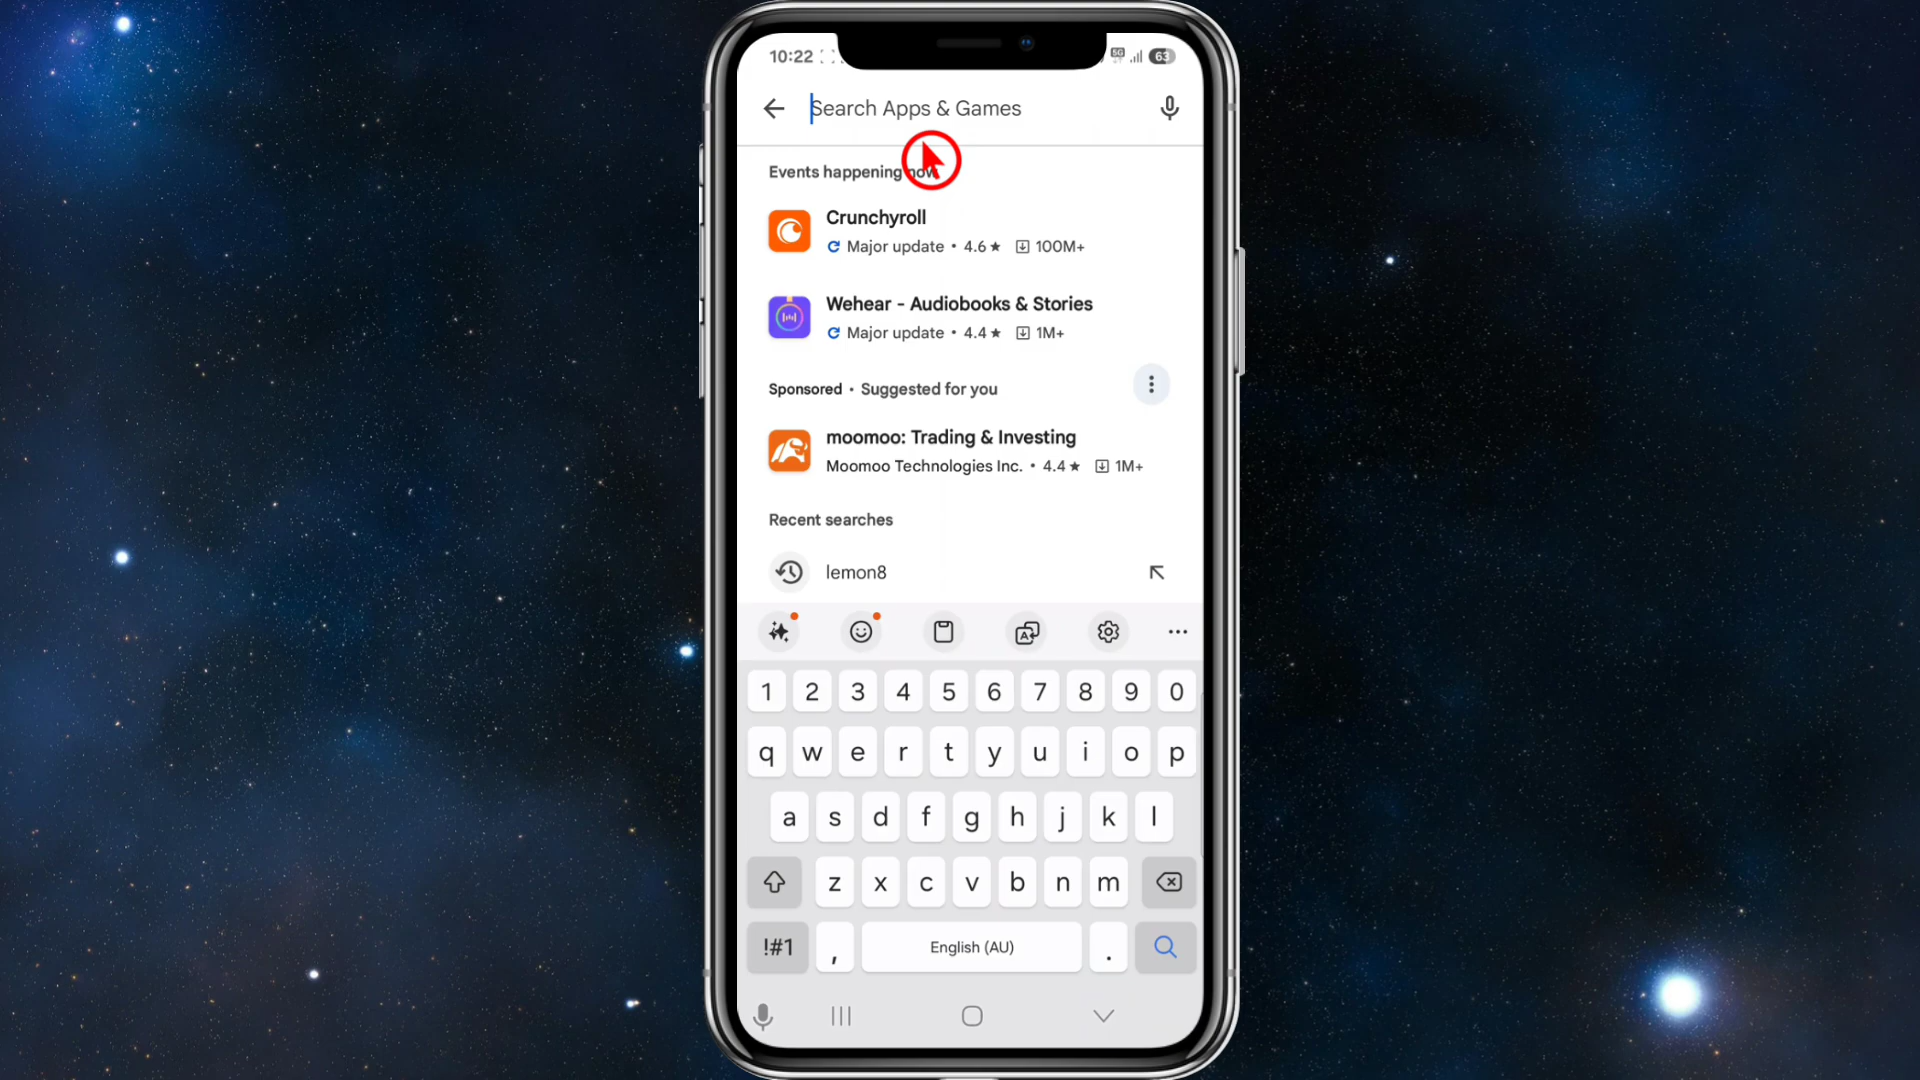 10:22
5G
63
Search Apps & Games
Events happening now
Crunchyroll
Major update • 4.6 ★ 100M+
Wehear - Audiobooks & Stories
Major update • 4.4 ★ 1M+
Sponsored • Suggested for you
moomoo: Trading & Investing
Moomoo Technologies Inc. • 4.4 ★ 1M+
Recent searches
lemon8
1 2 3 4 5 6 7 8 9 0
q w e r t y u i o p
a s d f g h j k l
z x c v b n m
!#1 , English (AU) .